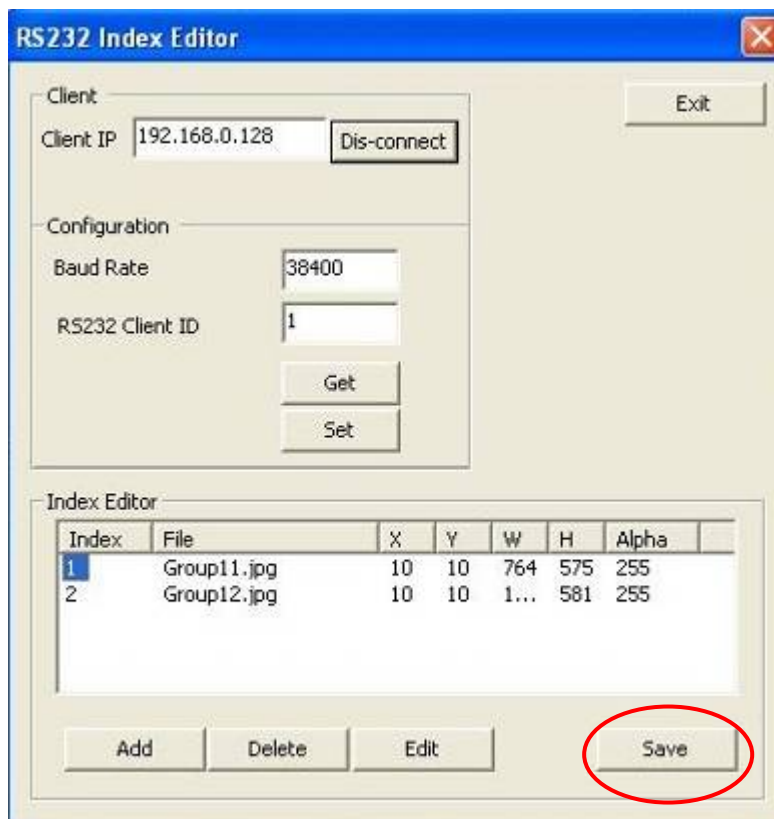 RS232 Index Editor
Client
Exit
Client IP 192.168.0.128 Dis-connect
Configuration
Baud Rate 38400
RS232 Client ID 1
Get
Set
Index Editor
Index File X Y W H Alpha
1 Group11.jpg 10 10 764 575 255
2 Group12.jpg 10 10 1... 581 255
Add Delete Edit Save